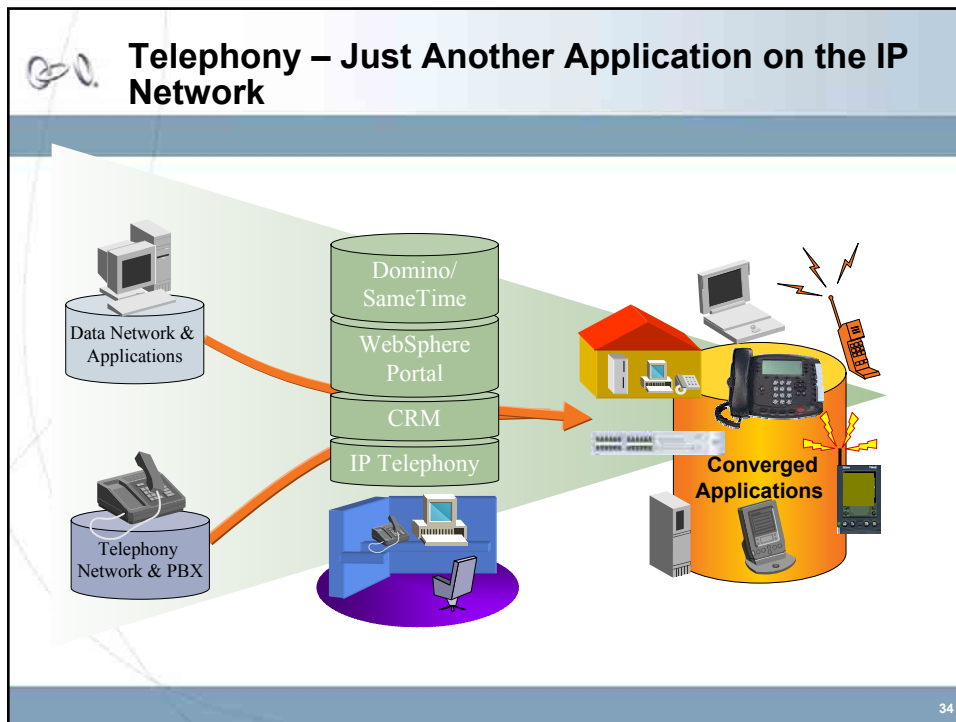 Telephony – Just Another Application on the IP
Network
Data Network &
Applications
Domino/
SameTime
WebSphere
Portal
CRM
IP Telephony
Telephony
Network & PBX
Converged
Applications
34